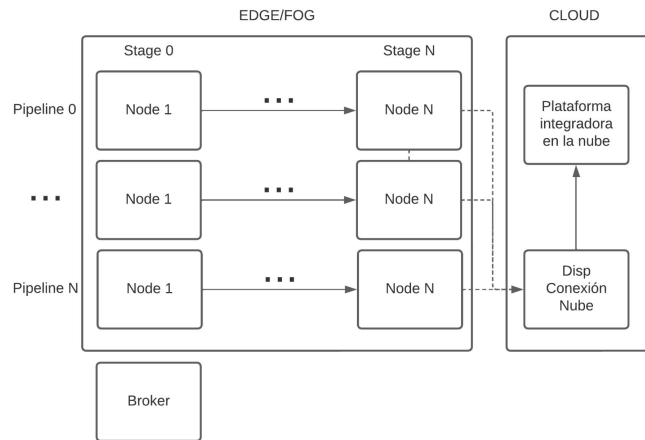 EDGE/FOG
CLOUD
Stage 0
Stage N
Pipeline 0
Node 1
...
Node N
Plataforma
integradora
en la nube
...
Node 1
...
Node N
Pipeline N
Node 1
...
Node N
Disp
Conexión
Nube
Broker